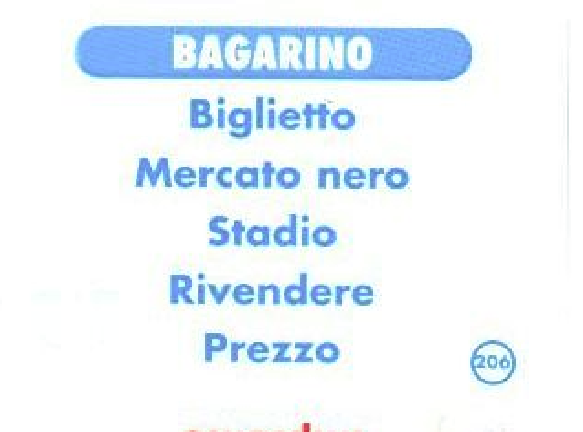 BAGARINO
Biglietto
Mercato nero
Stadio
Rivendere
Prezzo
206